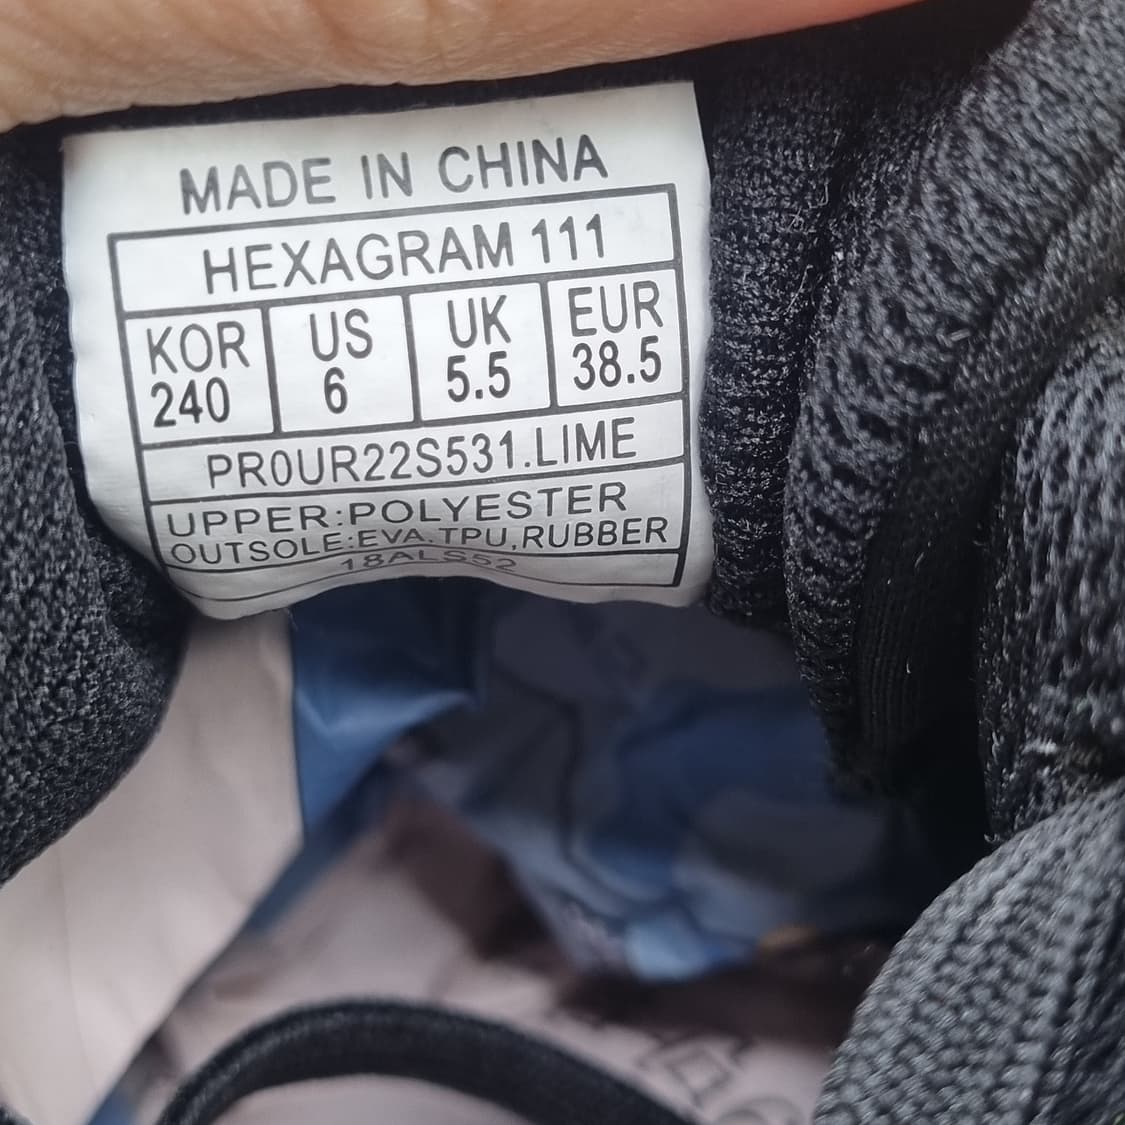 MADE IN CHINA
HEXAGRAM 111
KOR US UK EUR
240 6 5.5 38.5
PR0UR22S531.LIME
UPPER:POLYESTER
OUTSOLE:EVA.TPU,RUBBER
18ALS52